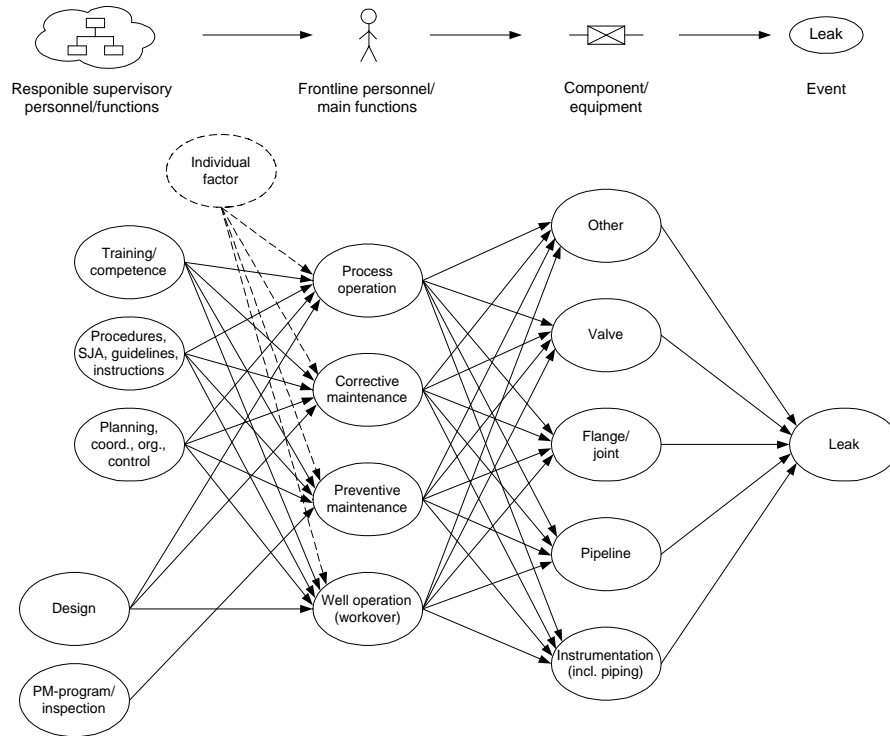 Leak
Responible supervisory
personnel/functions
Frontline personnel/
main functions
Component/
equipment
Event
Individual
factor
Training/
competence
Procedures,
SJA, guidelines,
instructions
Planning,
coord., org.,
control
Design
PM-program/
inspection
Process
operation
Corrective
maintenance
Preventive
maintenance
Well operation
(workover)
Other
Valve
Flange/
joint
Pipeline
Instrumentation
(incl. piping)
Leak